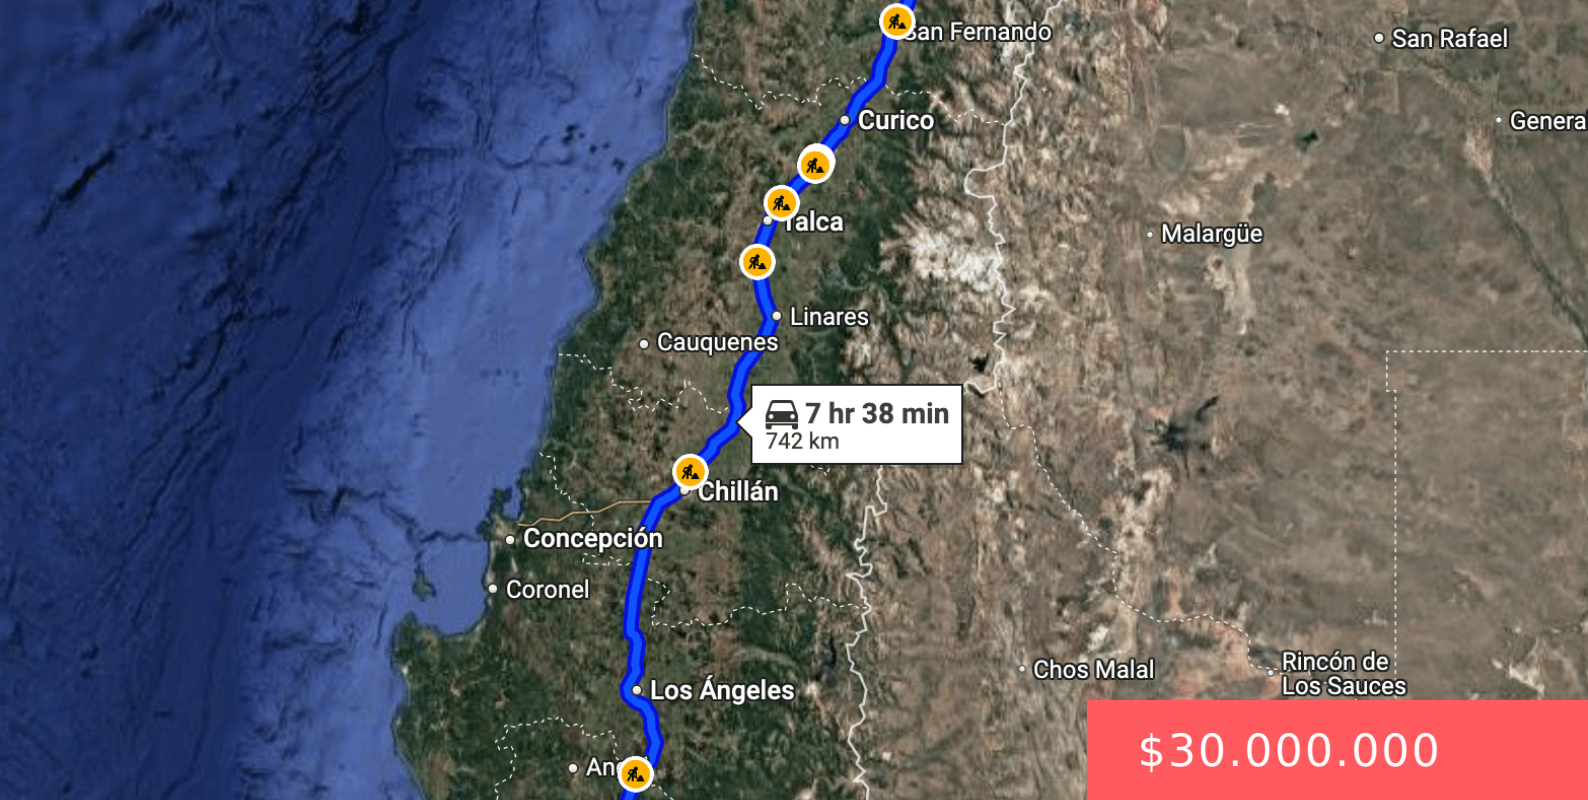 San Fernando
San Rafael
Curico
Genera
Talca
Malargüe
Linares
Cauquenes
7 hr 38 min
742 km
Chillán
Concepción
Coronel
Chos Malal
Rincón de
Los Sauces
Los Ángeles
Ang
$30.000.000